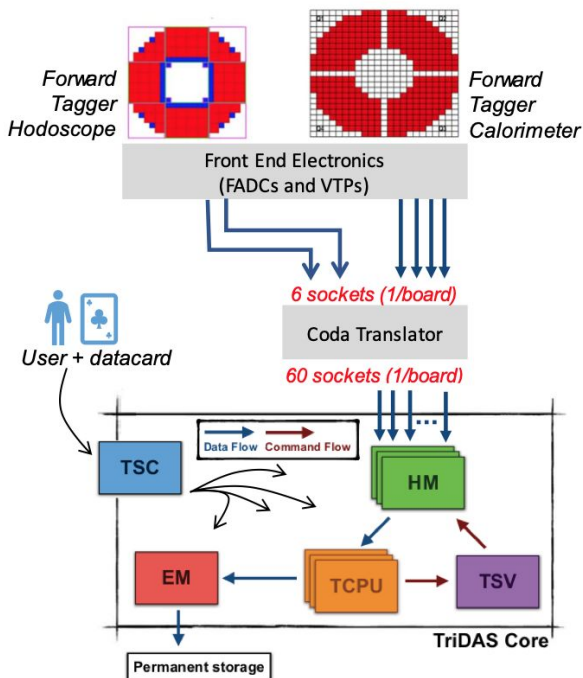 Forward
Tagger
Hodoscope
Forward
Tagger
Calorimeter
Front End Electronics
(FADCs and VTPs)
6 sockets (1/board)
Coda Translator
60 sockets (1/board)
User + datacard
Data Flow
Command Flow
TSC
HM
EM
TCPU
TSV
TriDAS Core
Permanent storage